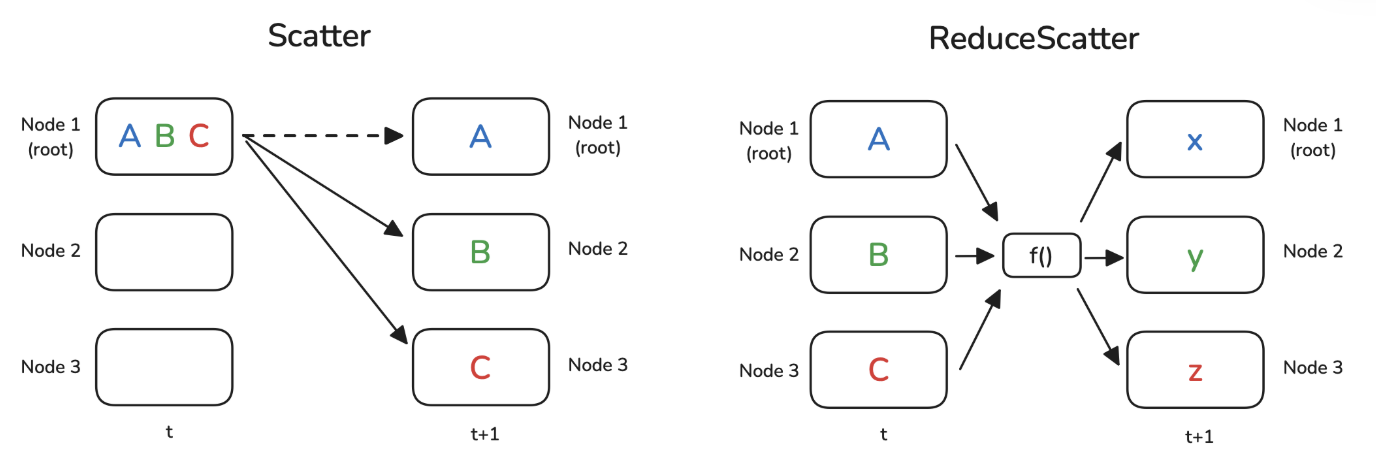 Scatter
Node 1
(root)
A B C
A
Node 1
(root)
Node 2
B
Node 2
Node 3
C
Node 3
t
t+1
ReduceScatter
Node 1
(root)
A
x
Node 1
(root)
Node 2
B
f()
y
Node 2
Node 3
C
z
Node 3
t
t+1